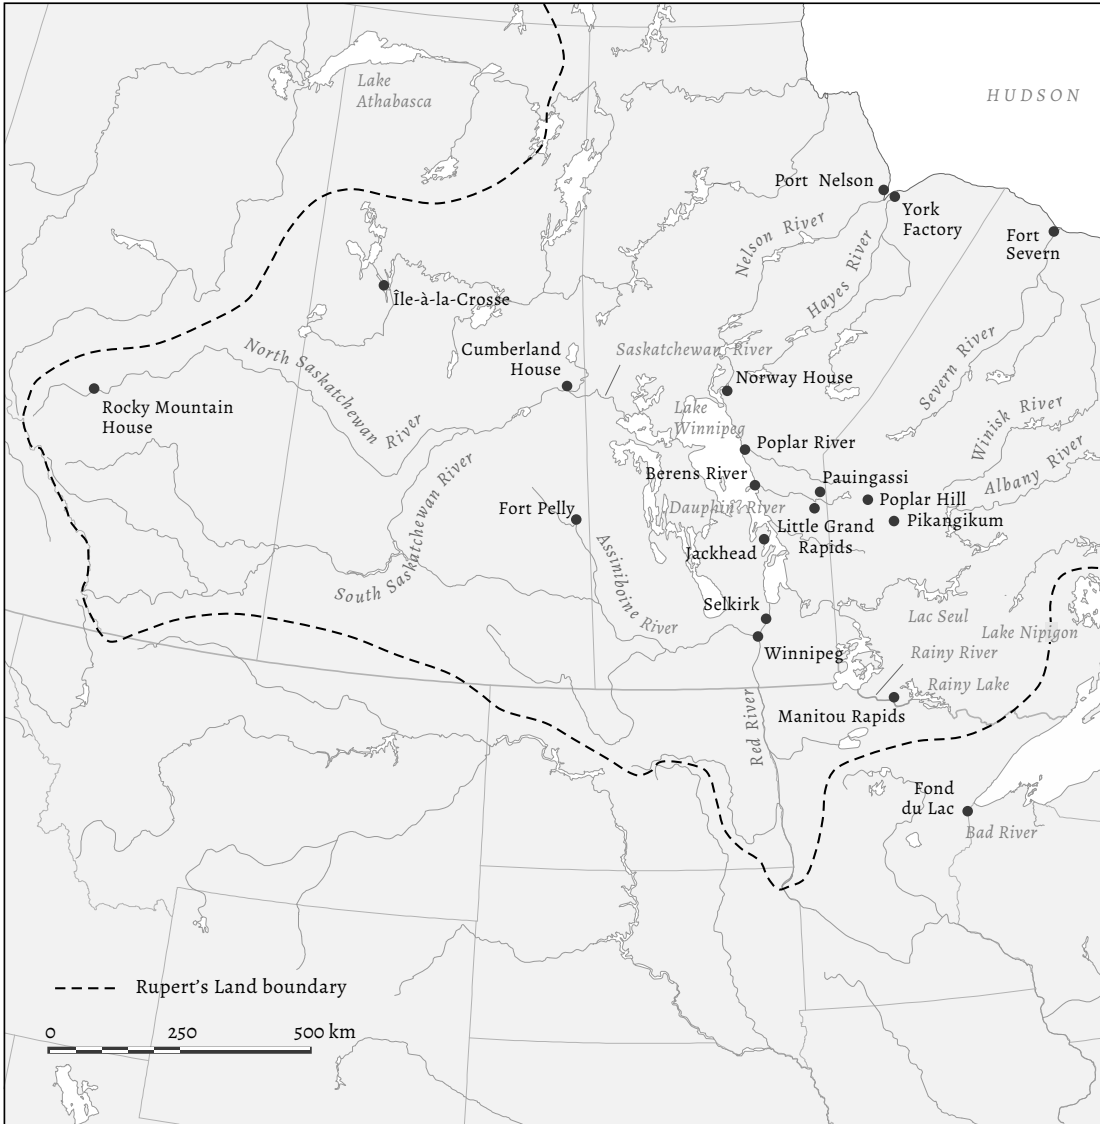 Lake
Athabasca
HUDSON
Port Nelson
York
Factory
Fort
Severn
Nelson River
Hayes River
Île-à-la-Crosse
Severn River
North Saskatchewan River
Cumberland
House
Saskatchewan River
Rocky Mountain
House
Norway House
Lake
Winnipeg
Winisk River
Poplar River
Albany River
Berens River
Pauingassi
Poplar Hill
Pikangikum
South Saskatchewan River
Fort Pelly
Dauphin River
Little Grand
Rapids
Jackhead
Assiniboine River
Selkirk
Lac Seul
Lake Nipigon
Winnipeg
Rainy River
Rainy Lake
Manitou Rapids
Red River
Fond
du Lac
Bad River
Rupert's Land boundary
0 250 500 km